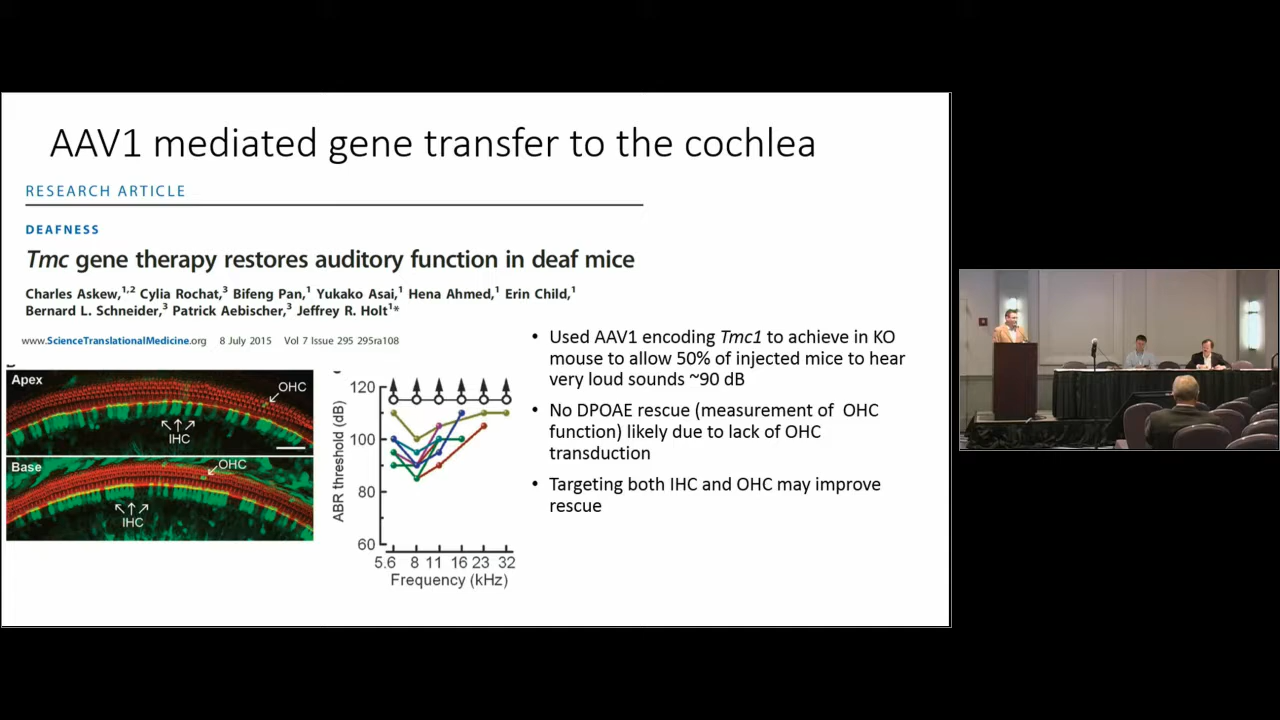 AAV1 mediated gene transfer to the cochlea
RESEARCH ARTICLE
DEAFNESS
Tmc gene therapy restores auditory function in deaf mice
Charles Askew,1,2 Cylia Rochat,3 Bifeng Pan,1 Yukako Asai,1 Hena Ahmed,1 Erin Child,1
Bernard L. Schneider,3 Patrick Aebischer,3 Jeffrey R. Holt1*
www.ScienceTranslationalMedicine.org 8 July 2015 Vol 7 Issue 295 295ra108
Apex
OHC
IHC
Base
OHC
IHC
120
100
80
60
ABR threshold (dB)
5.6 8 11 16 23 32
Frequency (kHz)
• Used AAV1 encoding Tmc1 to achieve in KO
mouse to allow 50% of injected mice to hear
very loud sounds ~90 dB
• No DPOAE rescue (measurement of OHC
function) likely due to lack of OHC
transduction
• Targeting both IHC and OHC may improve
rescue